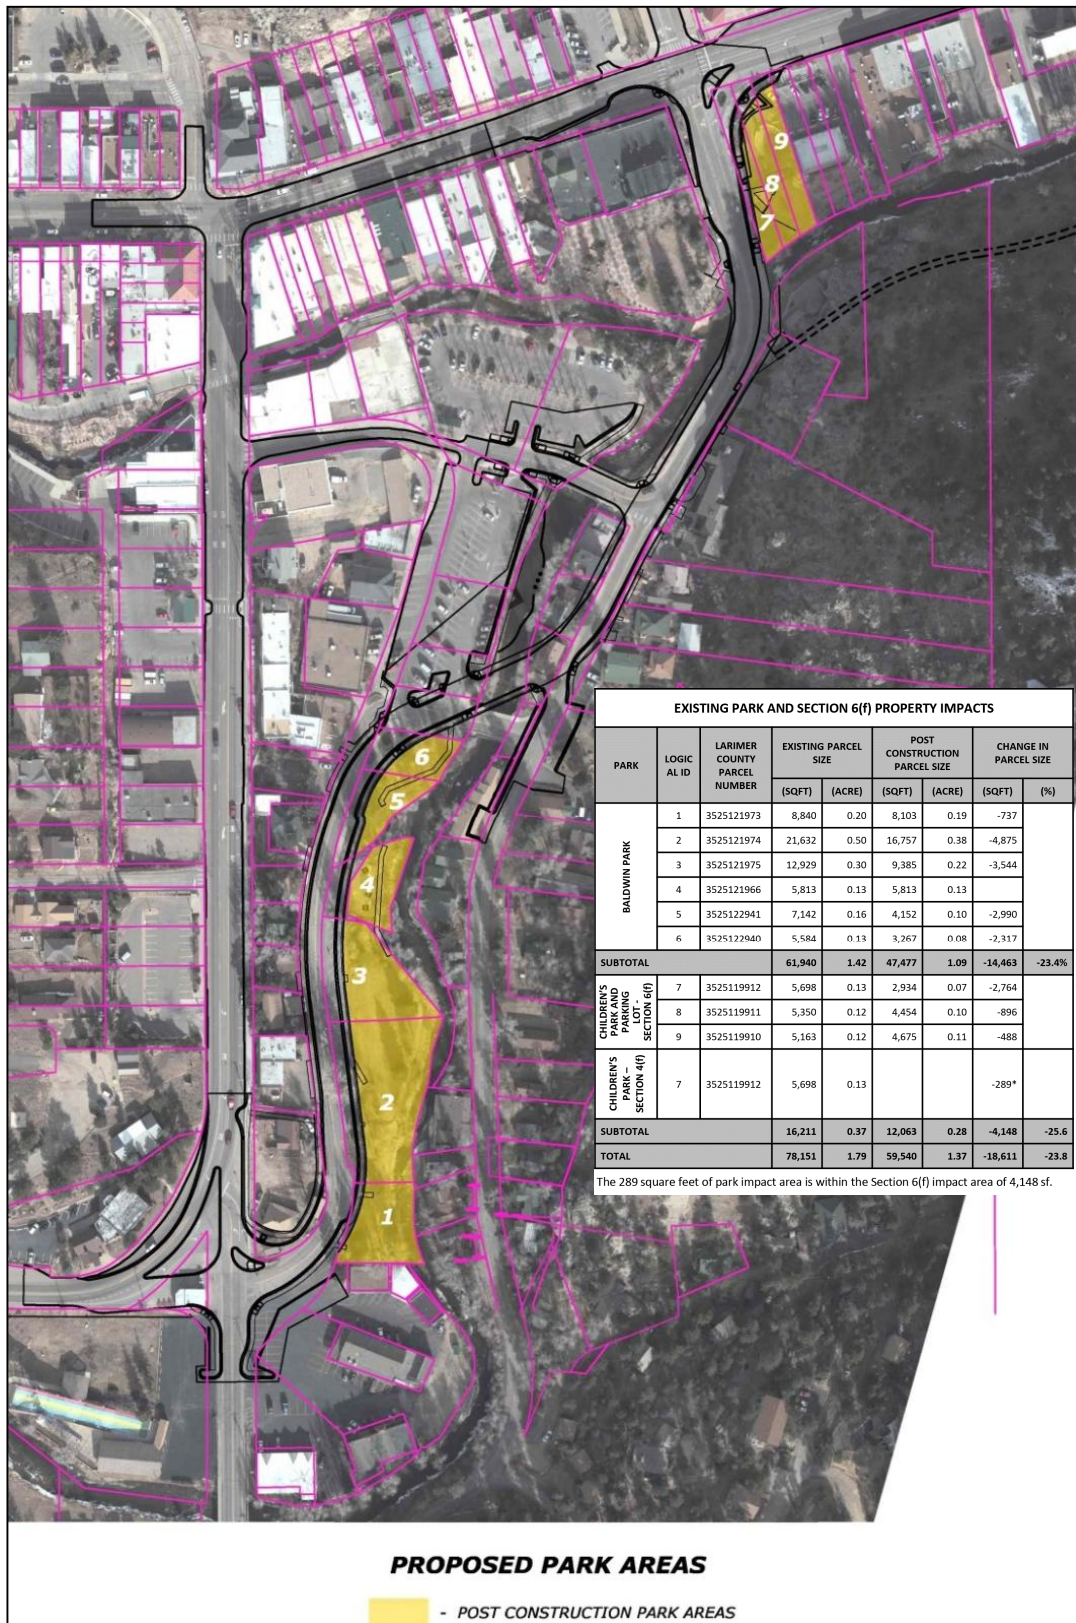 9
8
7
6
5
4
3
2
1
EXISTING PARK AND SECTION 6(f) PROPERTY IMPACTS
PARK LOGIC AL ID LARIMER COUNTY PARCEL NUMBER EXISTING PARCEL SIZE POST CONSTRUCTION PARCEL SIZE CHANGE IN PARCEL SIZE
(SQFT) (ACRE) (SQFT) (ACRE) (SQFT) (%)
BALDWIN PARK
1 3525121973 8,840 0.20 8,103 0.19 -737
2 3525121974 21,632 0.50 16,757 0.38 -4,875
3 3525121975 12,929 0.30 9,385 0.22 -3,544
4 3525121966 5,813 0.13 5,813 0.13
5 3525122941 7,142 0.16 4,152 0.10 -2,990
6 3525122940 5,584 0.13 3,267 0.08 -2,317
SUBTOTAL 61,940 1.42 47,477 1.09 -14,463 -23.4%
CHILDREN'S PARK AND PARKING LOT - SECTION 6(f)
7 3525119912 5,698 0.13 2,934 0.07 -2,764
8 3525119911 5,350 0.12 4,454 0.10 -896
9 3525119910 5,163 0.12 4,675 0.11 -488
CHILDREN'S PARK – SECTION 4(f)
7 3525119912 5,698 0.13 -289*
SUBTOTAL 16,211 0.37 12,063 0.28 -4,148 -25.6
TOTAL 78,151 1.79 59,540 1.37 -18,611 -23.8
The 289 square feet of park impact area is within the Section 6(f) impact area of 4,148 sf.
PROPOSED PARK AREAS
- POST CONSTRUCTION PARK AREAS